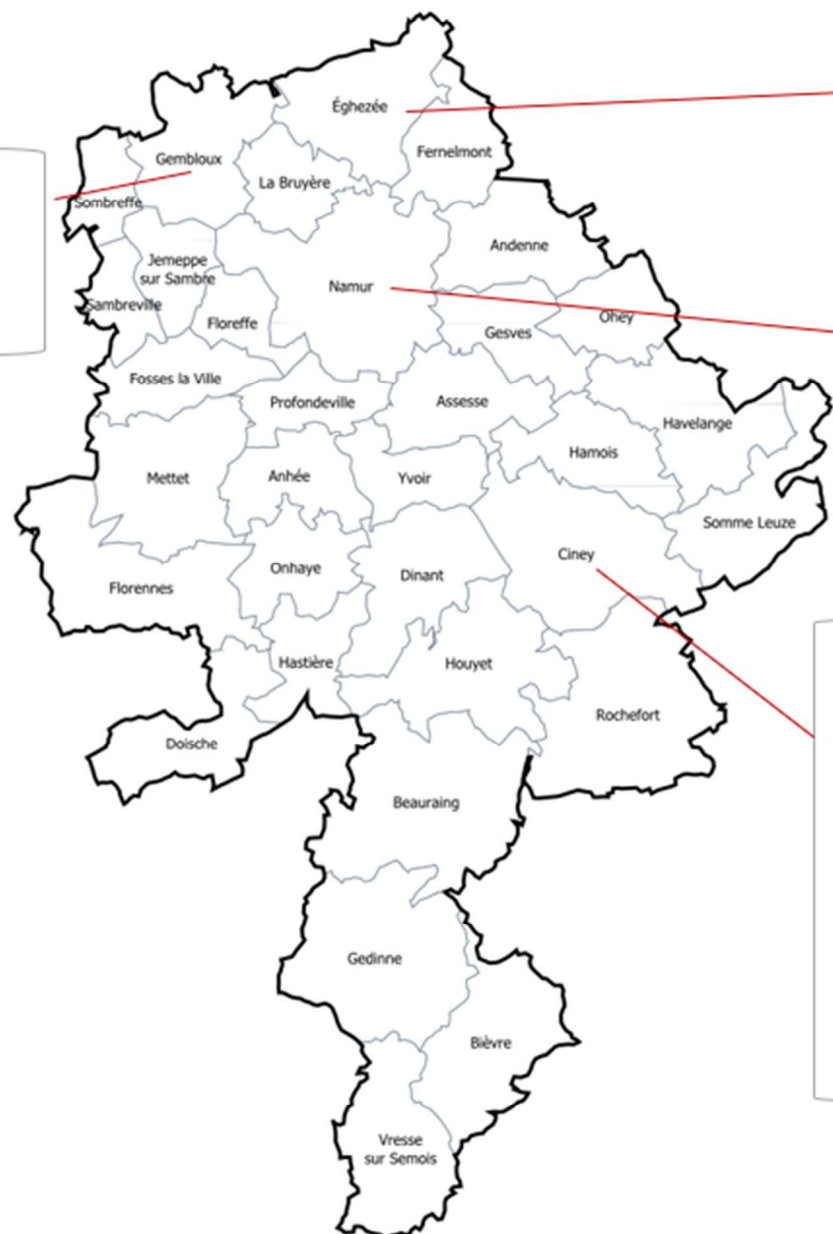 Éghezée
Fernelmont
Gembloux
La Bruyère
Sombreffe
Andenne
Jemeppe
sur Sambre
Namur
Sambreville
Floreffe
Ohey
Gesves
Fosses la Ville
Profondeville
Assesse
Havelange
Hamois
Mettet
Anhée
Yvoir
Somme Leuze
Ciney
Onhaye
Dinant
Florennes
Hastière
Houyet
Rochefort
Doische
Beauraing
Gedinne
Bièvre
Vresse
sur Semois